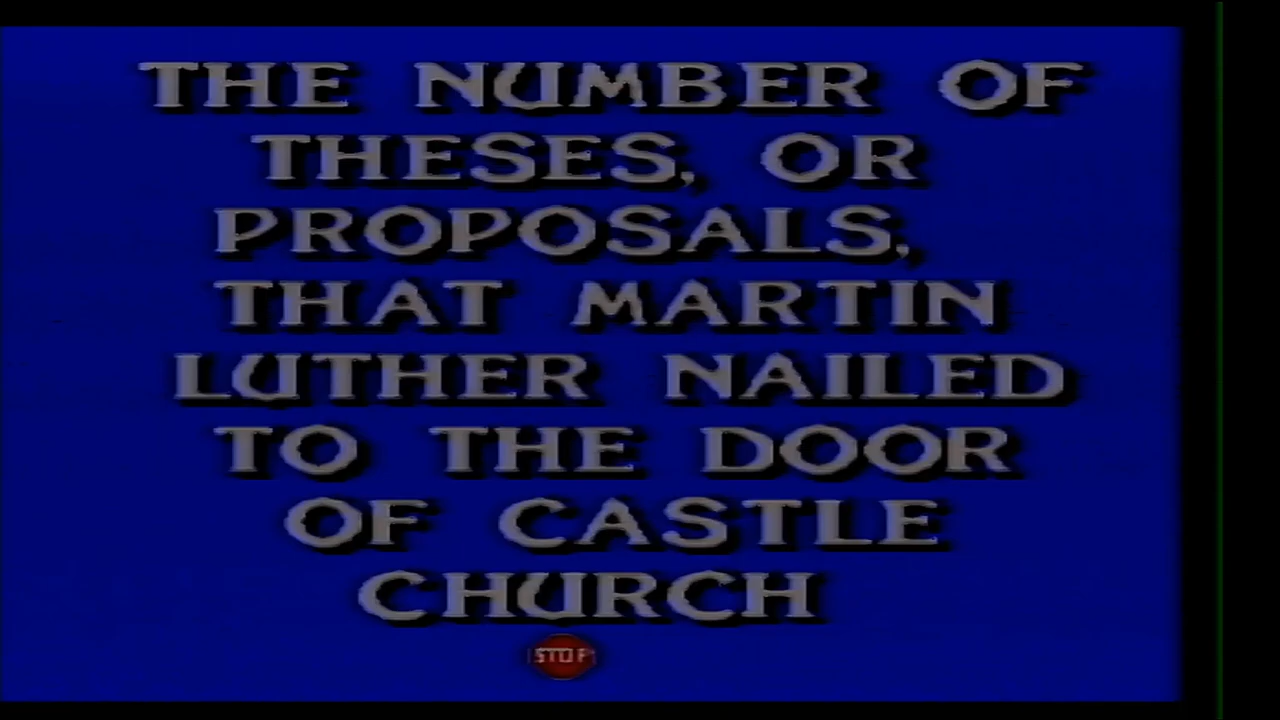 THE NUMBER OF
THESES, OR
PROPOSALS,
THAT MARTIN
LUTHER NAILED
TO THE DOOR
OF CASTLE
CHURCH
STOP